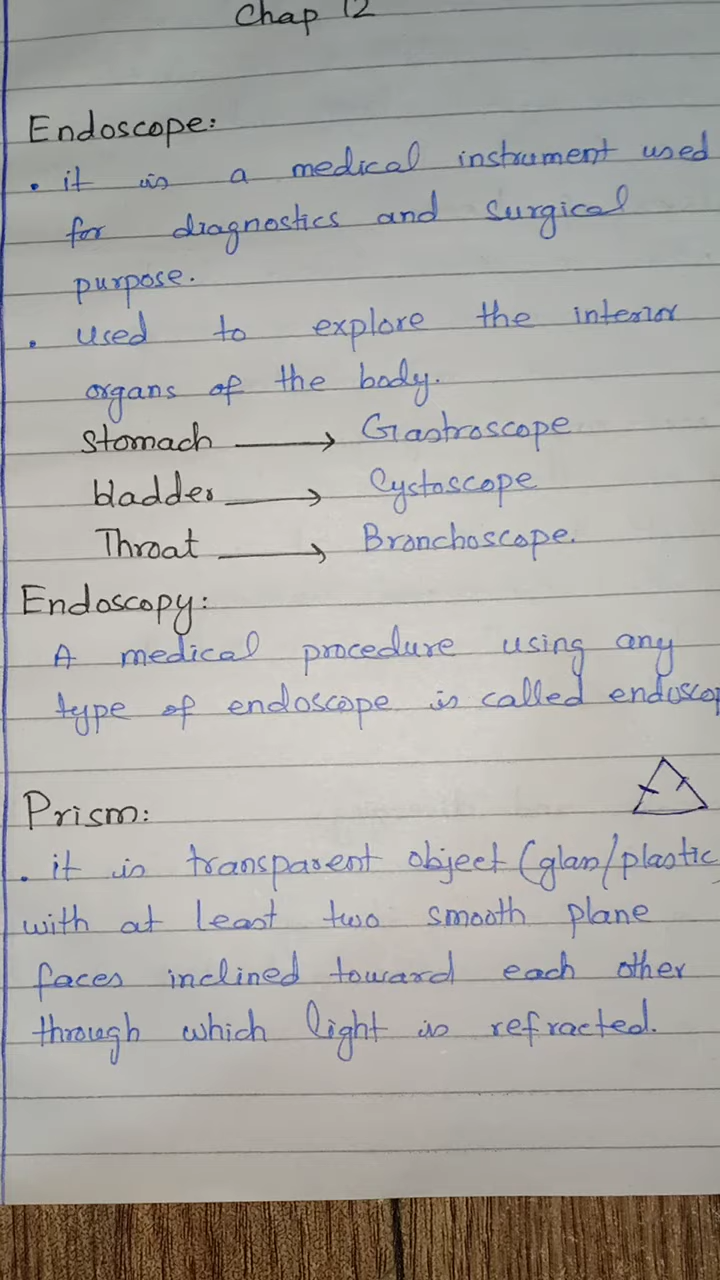 Chap 12
Endoscope:
• it is a medical instrument used
for diagnostics and surgical
purpose.
• used to explore the interior
organs of the body.
Stomach ⟶ Gastroscope
bladder ⟶ Cystoscope
Throat ⟶ Bronchoscope.
Endoscopy:
A medical procedure using any
type of endoscope is called endoscop
Prism:
• it is transparent object (glass/plastic
with at least two smooth plane
faces inclined toward each other
through which light is refracted.